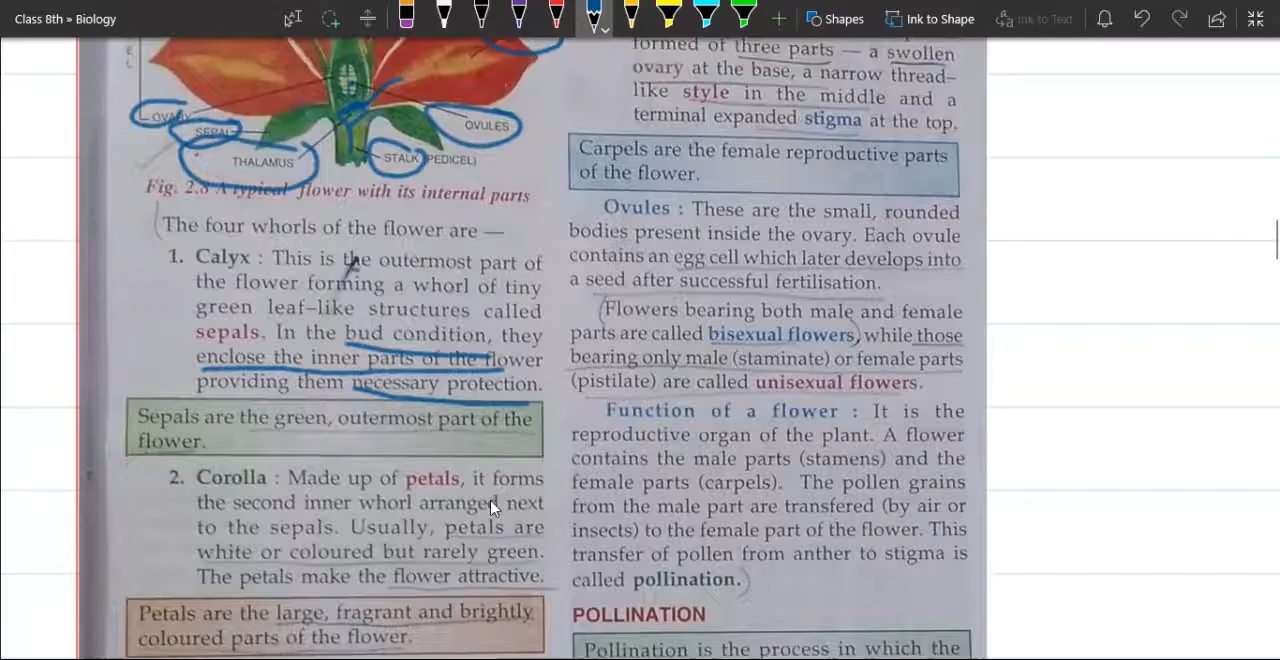 Class 8th » Biology
Shapes
Ink to Shape
Ink to Text
OVARY
SEPAL
THALAMUS
OVULES
STALK (PEDICEL)
Fig. 2.8 A typical flower with its internal parts
The four whorls of the flower are —
1. Calyx : This is the outermost part of
the flower forming a whorl of tiny
green leaf–like structures called
sepals. In the bud condition, they
enclose the inner parts of the flower
providing them necessary protection.
Sepals are the green, outermost part of the
flower.
2. Corolla : Made up of petals, it forms
the second inner whorl arranged next
to the sepals. Usually, petals are
white or coloured but rarely green.
The petals make the flower attractive.
Petals are the large, fragrant and brightly
coloured parts of the flower.
formed of three parts — a swollen
ovary at the base, a narrow thread–
like style in the middle and a
terminal expanded stigma at the top.
Carpels are the female reproductive parts
of the flower.
Ovules : These are the small, rounded
bodies present inside the ovary. Each ovule
contains an egg cell which later develops into
a seed after successful fertilisation.
Flowers bearing both male and female
parts are called bisexual flowers, while those
bearing only male (staminate) or female parts
(pistilate) are called unisexual flowers.
Function of a flower : It is the
reproductive organ of the plant. A flower
contains the male parts (stamens) and the
female parts (carpels). The pollen grains
from the male part are transfered (by air or
insects) to the female part of the flower. This
transfer of pollen from anther to stigma is
called pollination.
POLLINATION
Pollination is the process in which the